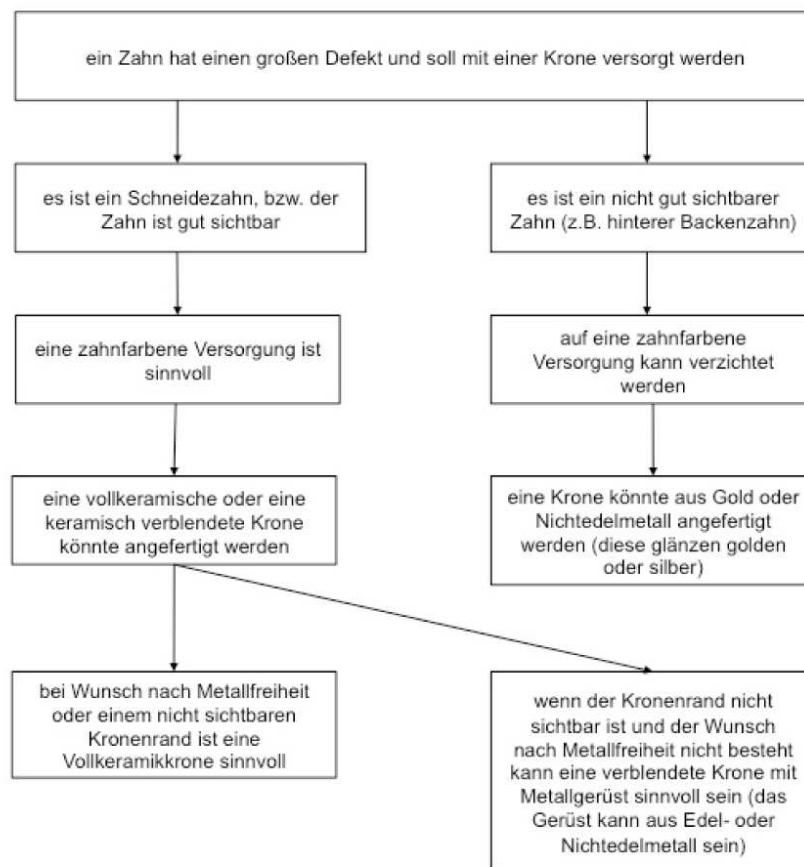 ein Zahn hat einen großen Defekt und soll mit einer Krone versorgt werden
es ist ein Schneidezahn, bzw. der
Zahn ist gut sichtbar
es ist ein nicht gut sichtbarer
Zahn (z.B. hinterer Backenzahn)
eine zahnfarbene Versorgung ist
sinnvoll
auf eine zahnfarbene
Versorgung kann verzichtet
werden
eine vollkeramische oder eine
keramisch verblendete Krone
könnte angefertigt werden
eine Krone könnte aus Gold oder
Nichtedelmetall angefertigt
werden (diese glänzen golden
oder silber)
bei Wunsch nach Metallfreiheit
oder einem nicht sichtbaren
Kronenrand ist eine
Vollkeramikkrone sinnvoll
wenn der Kronenrand nicht
sichtbar ist und der Wunsch
nach Metallfreiheit nicht besteht
kann eine verblendete Krone mit
Metallgerüst sinnvoll sein (das
Gerüst kann aus Edel- oder
Nichtedelmetall sein)